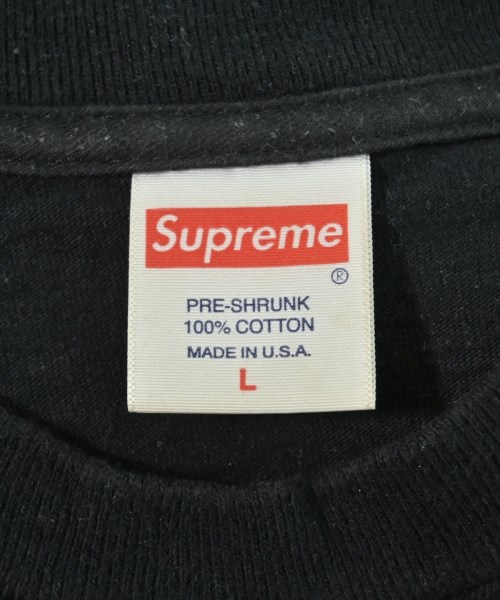 Supreme
®
PRE-SHRUNK
100% COTTON
MADE IN U.S.A.
L